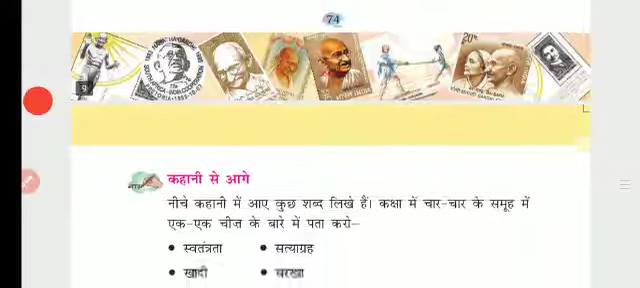 74
कहानी से आगे
नीचे कहानी में आए कुछ शब्द लिखे हैं। कक्षा में चार-चार के समूह में
एक-एक चीज़ के बारे में पता करो–
• स्वतंत्रता • सत्याग्रह
• खादी • चरखा